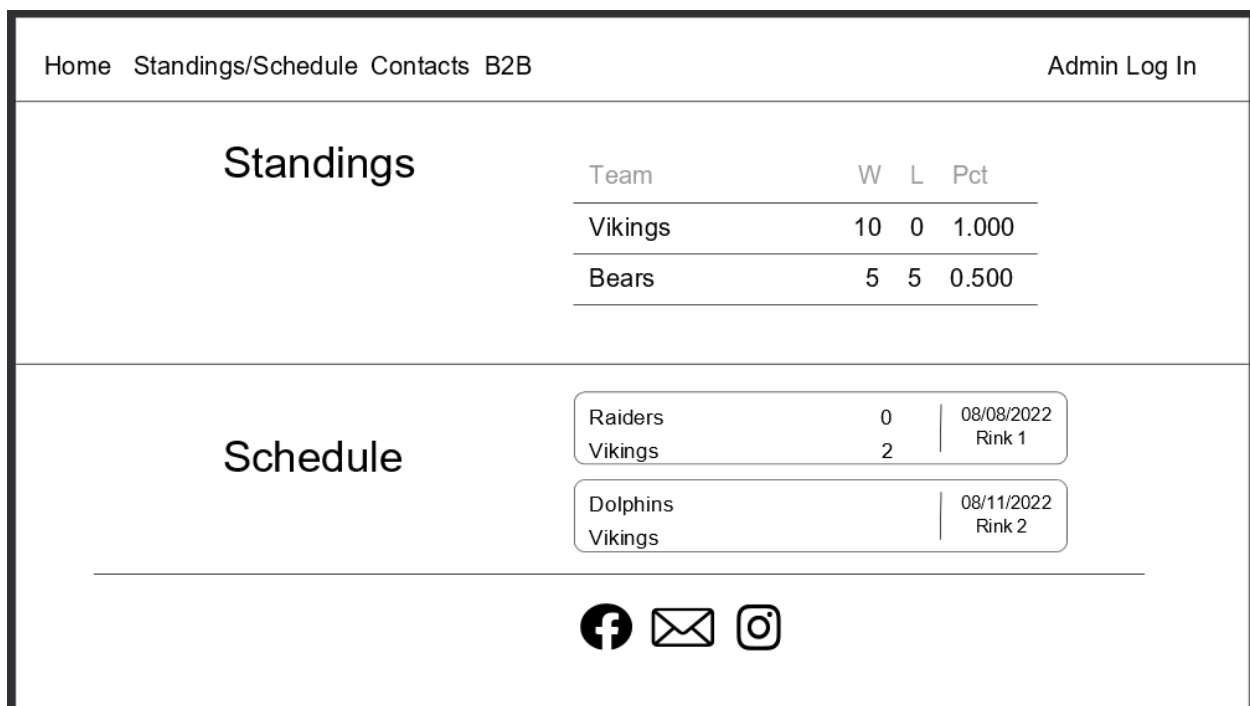 Home Standings/Schedule Contacts B2B Admin Log In
Standings
Team W L Pct
Vikings 10 0 1.000
Bears 5 5 0.500
Schedule
Raiders 0
Vikings 2
08/08/2022
Rink 1
Dolphins
Vikings
08/11/2022
Rink 2